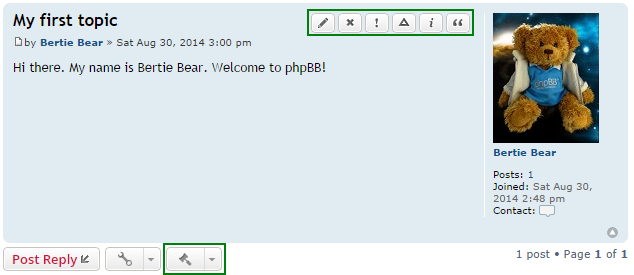 My first topic
by Bertie Bear » Sat Aug 30, 2014 3:00 pm
Hi there. My name is Bertie Bear. Welcome to phpBB!
phpBB
Bertie Bear
Posts: 1
Joined: Sat Aug 30,
2014 2:48 pm
Contact:
Post Reply
1 post • Page 1 of 1